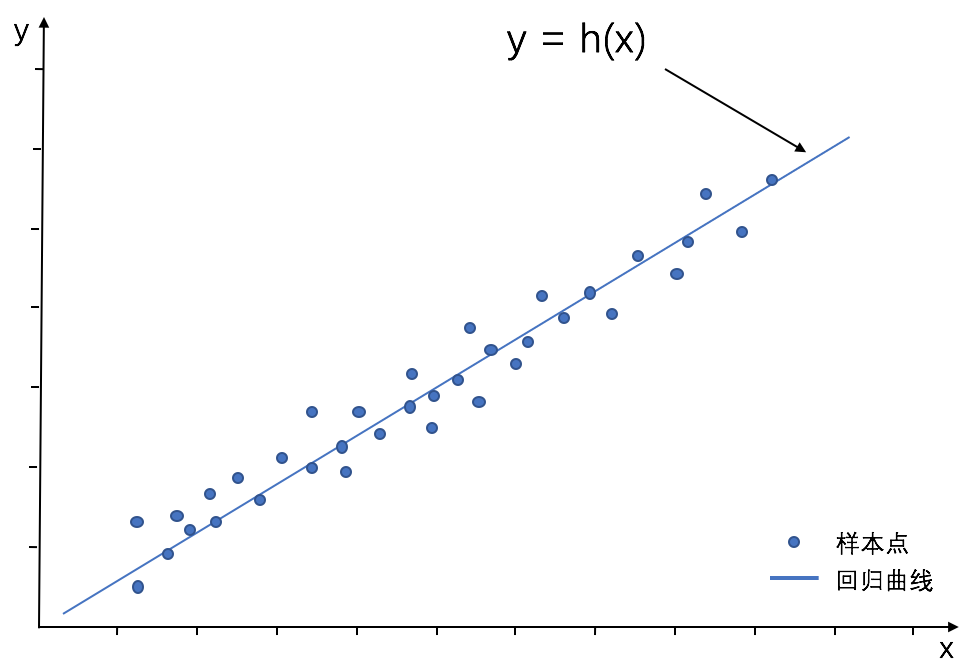 y
y = h(x)
样本点
回归曲线
x